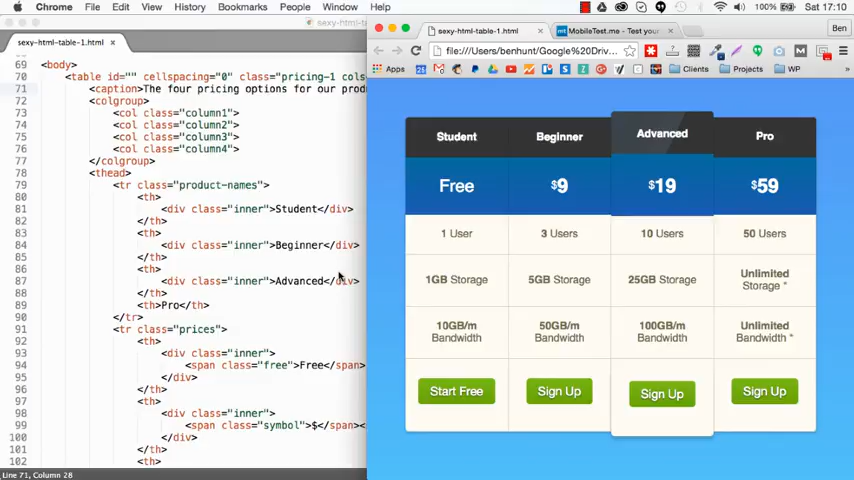 Chrome File Edit View History Bookmarks People Window Help
100% Sat 17:10
sexy-html-table-1.html
sexy-html-tab
69 <body>
70 <table id="" cellspacing="0" class="pricing-1 cols
71 <caption>The four pricing options for our prod
72 <colgroup>
73 <col class="column1">
74 <col class="column2">
75 <col class="column3">
76 <col class="column4">
77 </colgroup>
78 <thead>
79 <tr class="product-names">
80 <th>
81 <div class="inner">Student</div>
82 </th>
83 <th>
84 <div class="inner">Beginner</div>
85 </th>
86 <th>
87 <div class="inner">Advanced</div>
88 </th>
89 <th>Pro</th>
90 </tr>
91 <tr class="prices">
92 <th>
93 <div class="inner">
94 <span class="free">Free</span>
95 </div>
96 </th>
97 <th>
98 <div class="inner">
99 <span class="symbol">$</span><
100 </div>
101 </th>
102 <th>
Line 71, Column 28
sexy-html-table-1.html
MobileTest.me - Test your
Ben
file:///Users/benhunt/Google%20Driv...
Apps
Clients
Projects
WP
Student Beginner Advanced Pro
Free $9 $19 $59
1 User 3 Users 10 Users 50 Users
1GB Storage 5GB Storage 25GB Storage Unlimited
Storage *
10GB/m 50GB/m 100GB/m Unlimited
Bandwidth Bandwidth Bandwidth Bandwidth *
Start Free Sign Up Sign Up Sign Up